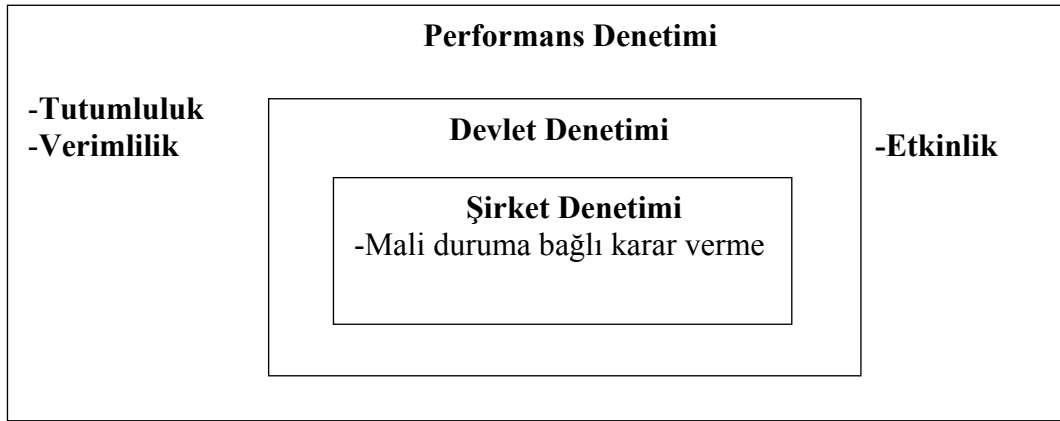 Performans Denetimi
-Tutumluluk
-Verimlilik
Devlet Denetimi
-Etkinlik
Şirket Denetimi
-Mali duruma bağlı karar verme